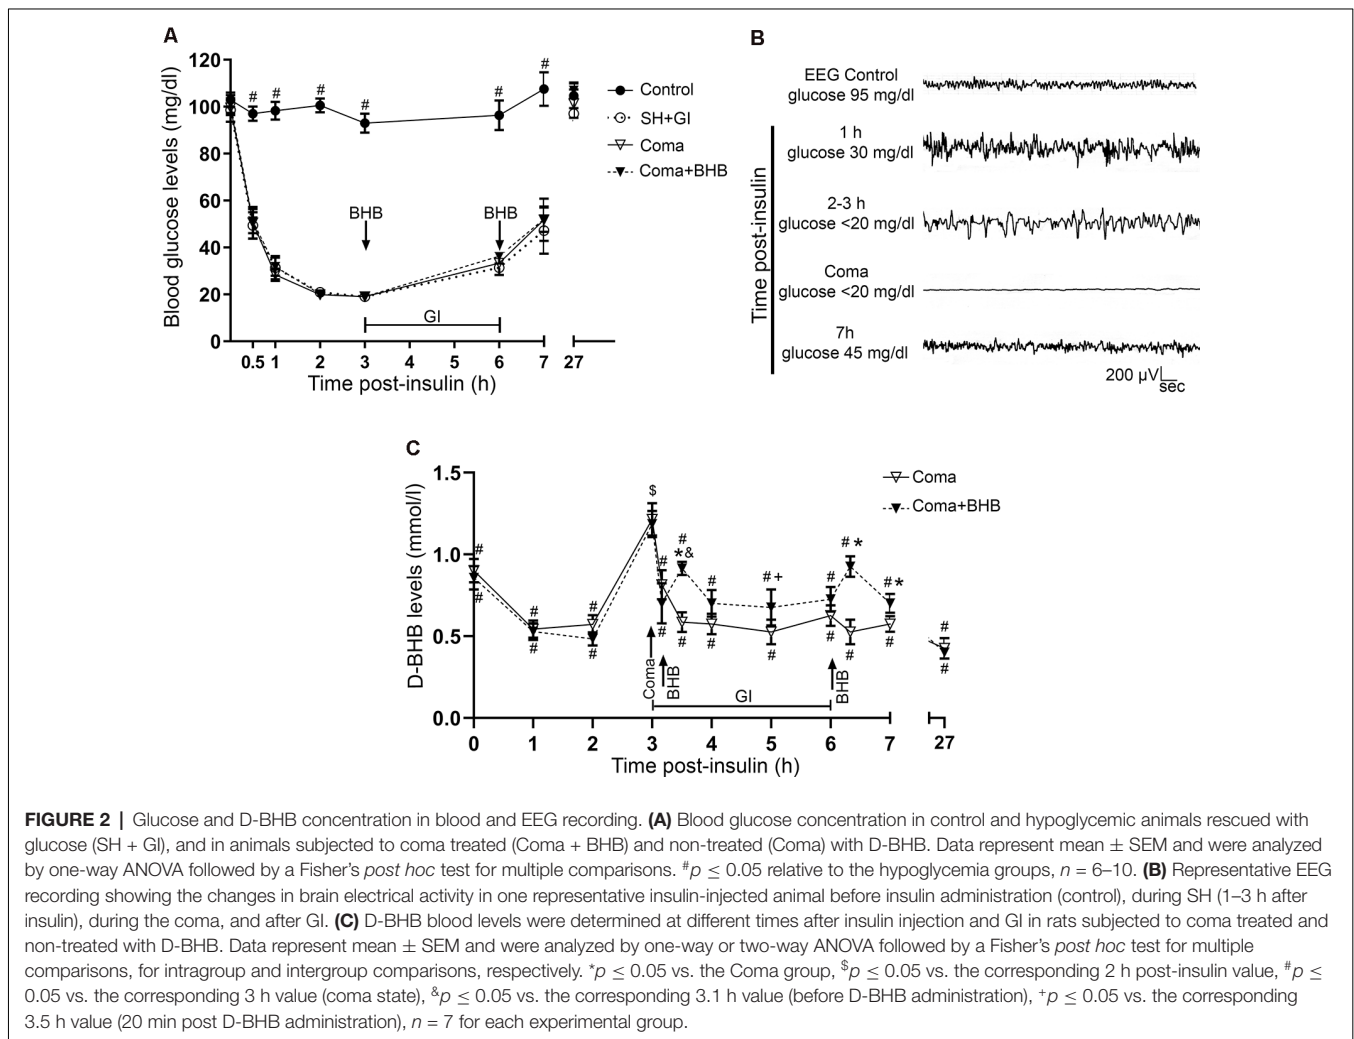 A
120
100
80
60
40
20
0
Blood glucose levels (mg/dl)
# # # # # #
BHB BHB
GI
0.5 1 2 3 4 5 6 7 27
Time post-insulin (h)
Control
SH+GI
Coma
Coma+BHB
B
EEG Control
glucose 95 mg/dl
1 h
glucose 30 mg/dl
2-3 h
glucose <20 mg/dl
Coma
glucose <20 mg/dl
7h
glucose 45 mg/dl
Time post-insulin
200 µV
sec
C
1.5
1.0
0.5
0.0
D-BHB levels (mmol/l)
Coma
Coma+BHB
$
#
*&
# *
# + # #*
# # # # # #
# # # # # # # # # #
Coma
BHB
GI
BHB
0 1 2 3 4 5 6 7 27
Time post-insulin (h)
FIGURE 2 | Glucose and D-BHB concentration in blood and EEG recording. (A) Blood glucose concentration in control and hypoglycemic animals rescued with
glucose (SH + GI), and in animals subjected to coma treated (Coma + BHB) and non-treated (Coma) with D-BHB. Data represent mean ± SEM and were analyzed
by one-way ANOVA followed by a Fisher's post hoc test for multiple comparisons. #p ≤ 0.05 relative to the hypoglycemia groups, n = 6–10. (B) Representative EEG
recording showing the changes in brain electrical activity in one representative insulin-injected animal before insulin administration (control), during SH (1–3 h after
insulin), during the coma, and after GI. (C) D-BHB blood levels were determined at different times after insulin injection and GI in rats subjected to coma treated and
non-treated with D-BHB. Data represent mean ± SEM and were analyzed by one-way or two-way ANOVA followed by a Fisher's post hoc test for multiple
comparisons, for intragroup and intergroup comparisons, respectively. *p ≤ 0.05 vs. the Coma group, $p ≤ 0.05 vs. the corresponding 2 h post-insulin value, #p ≤
0.05 vs. the corresponding 3 h value (coma state), &p ≤ 0.05 vs. the corresponding 3.1 h value (before D-BHB administration), +p ≤ 0.05 vs. the corresponding
3.5 h value (20 min post D-BHB administration), n = 7 for each experimental group.